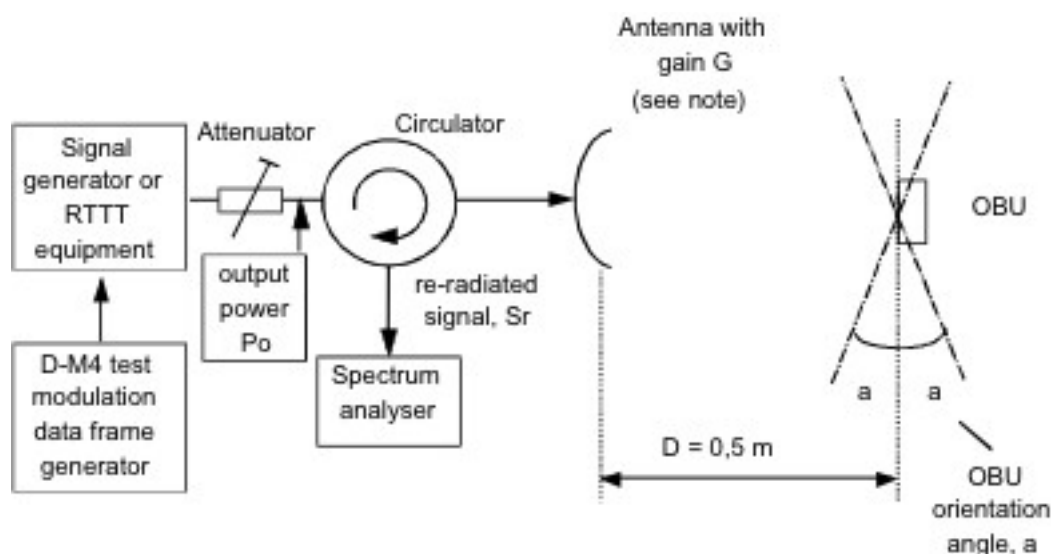 Antenna with
gain G
(see note)
Attenuator
Circulator
Signal
generator or
RTTT
equipment
OBU
output
power
Po
re-radiated
signal, Sr
D-M4 test
modulation
data frame
generator
Spectrum
analyser
a
a
D = 0,5 m
OBU
orientation
angle, a